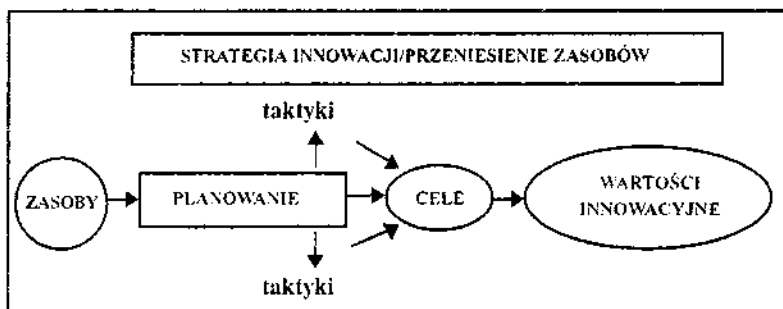 STRATEGIA INNOWACJI/PRZENIESIENIE ZASOBÓW
taktyki
ZASOBY
PLANOWANIE
CELE
WARTOŚCI
INNOWACYJNE
taktyki